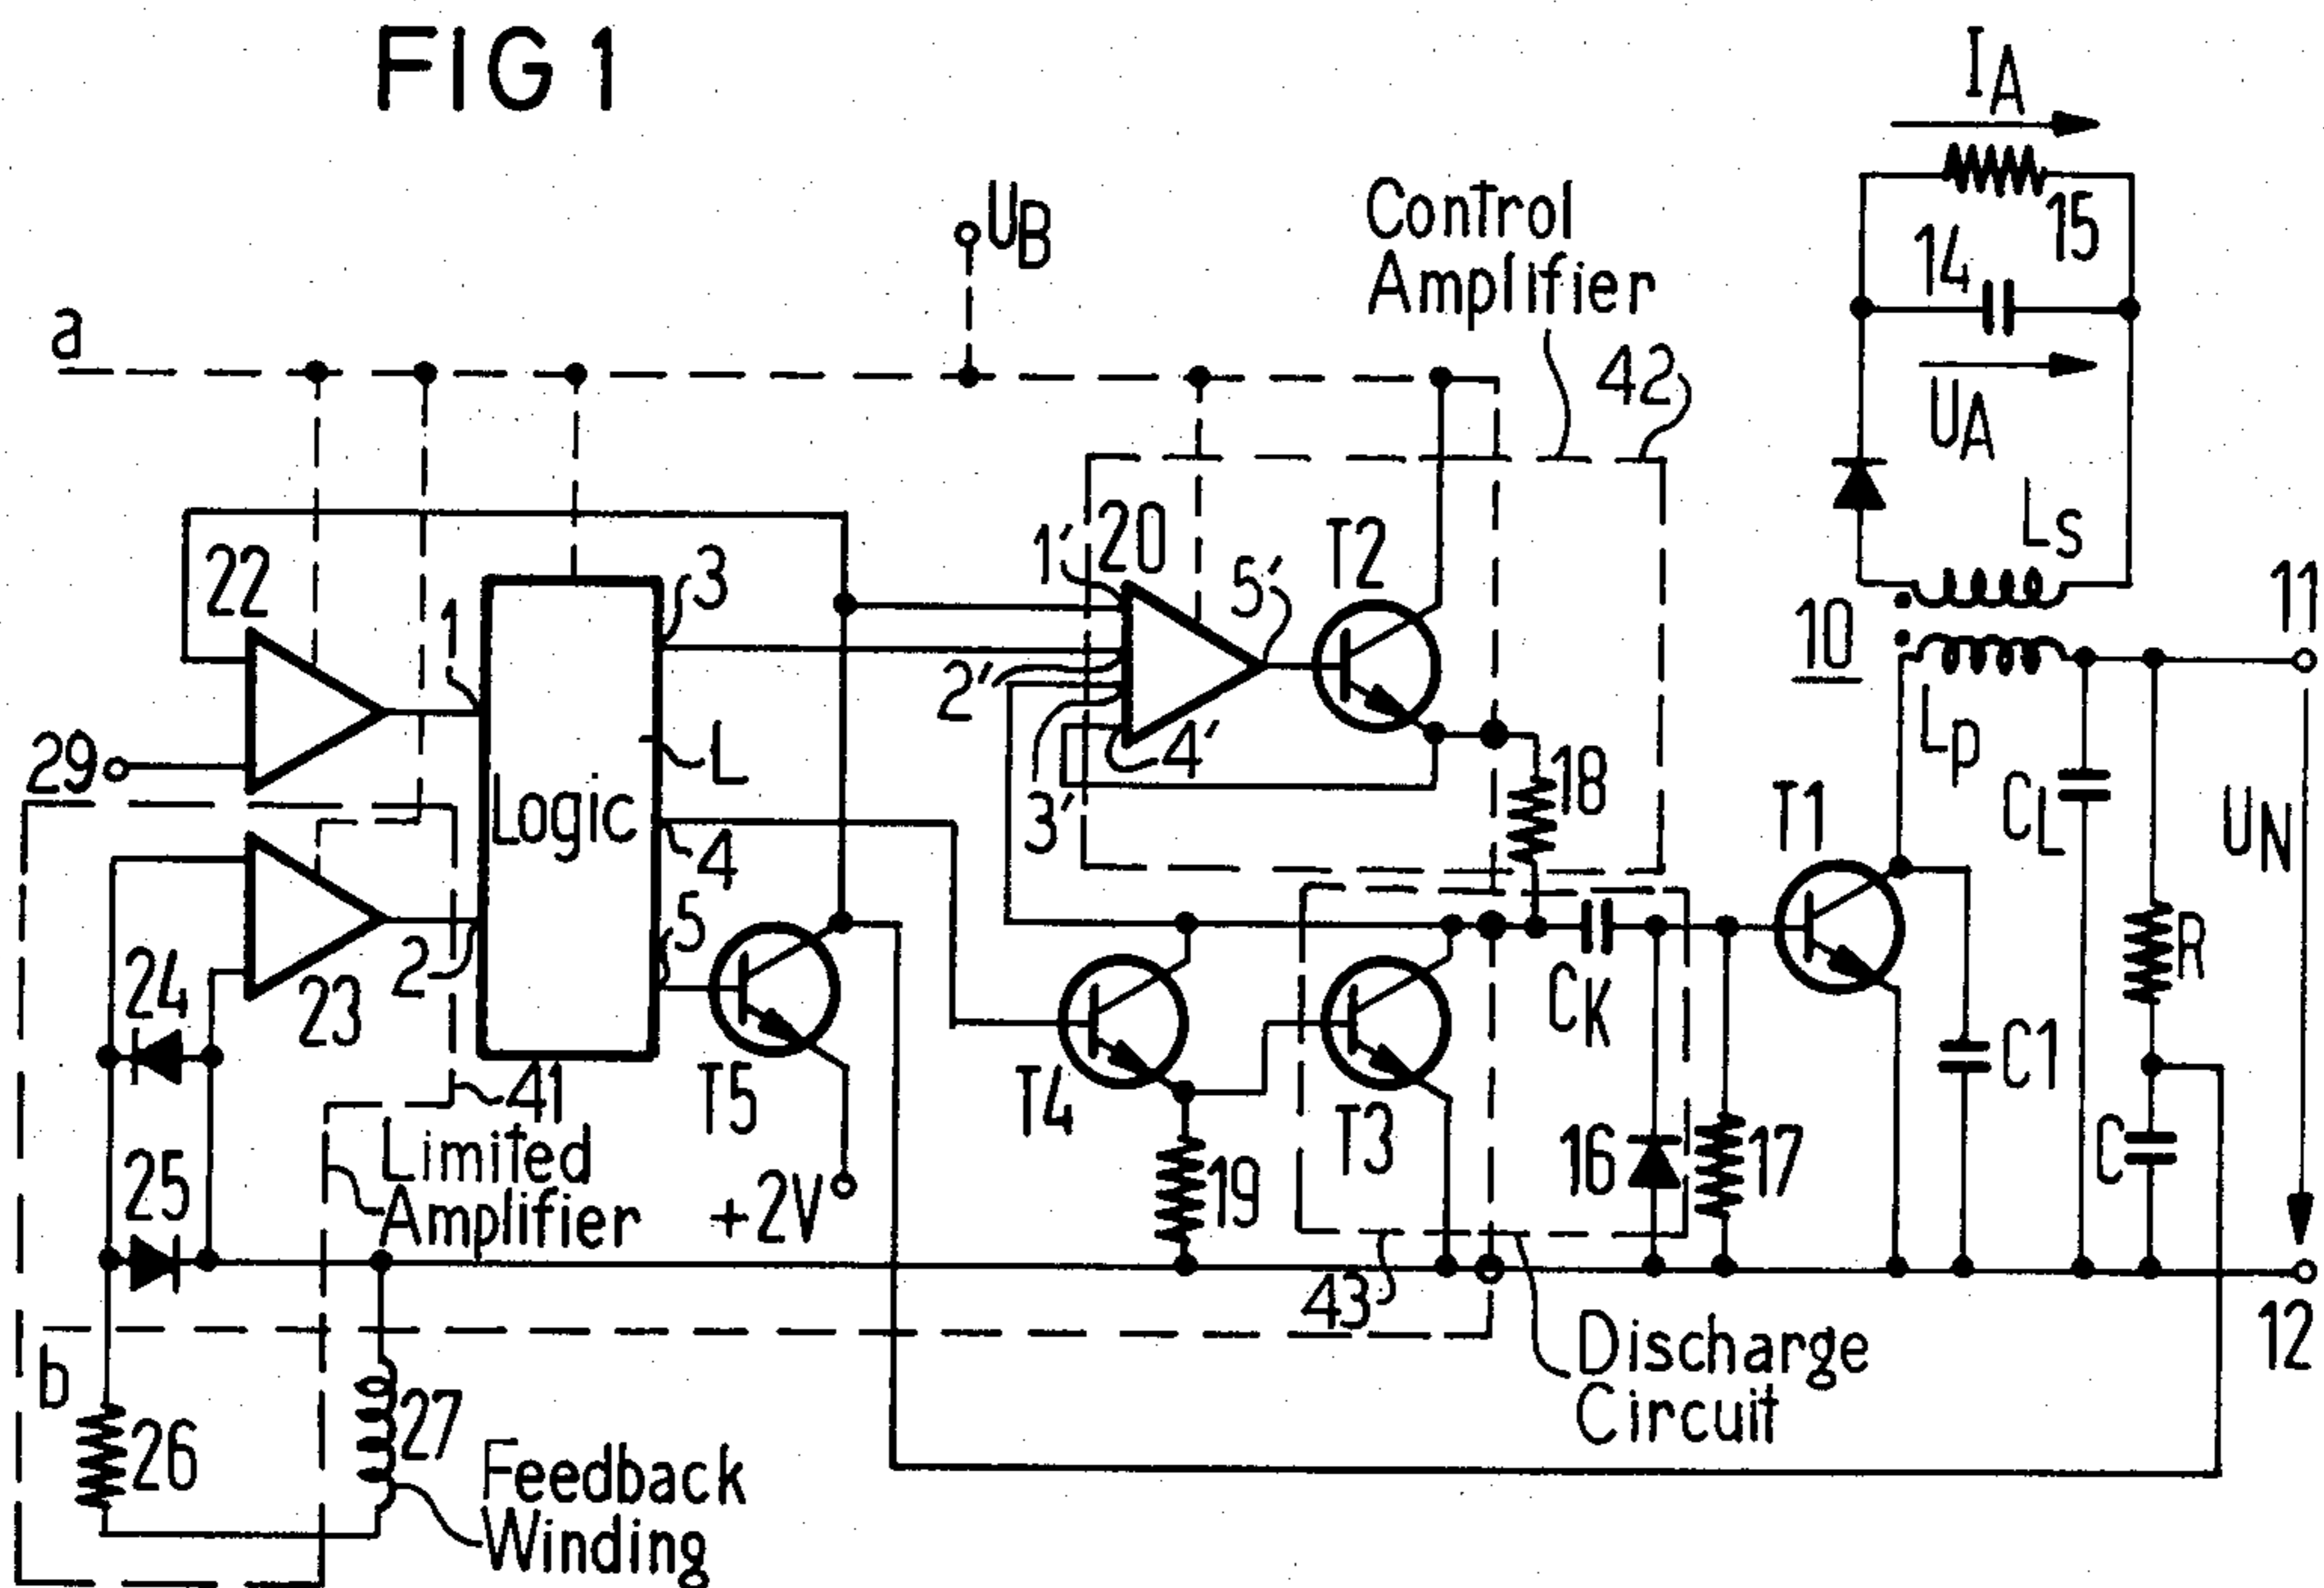 FIG 1
IA
15
14
UA
UB
Control
Amplifier
42
a
LS
22
1
3
1'
20
5'
T2
10
11
2'
3'
4'
L
29
Logic
18
LP
CL
UN
T1
4
5
2
23
24
CK
R
C1
41
T5
T4
T3
16
17
C
25
Limited
Amplifier
+2V
19
43
12
b
Discharge
Circuit
26
27
Feedback
Winding